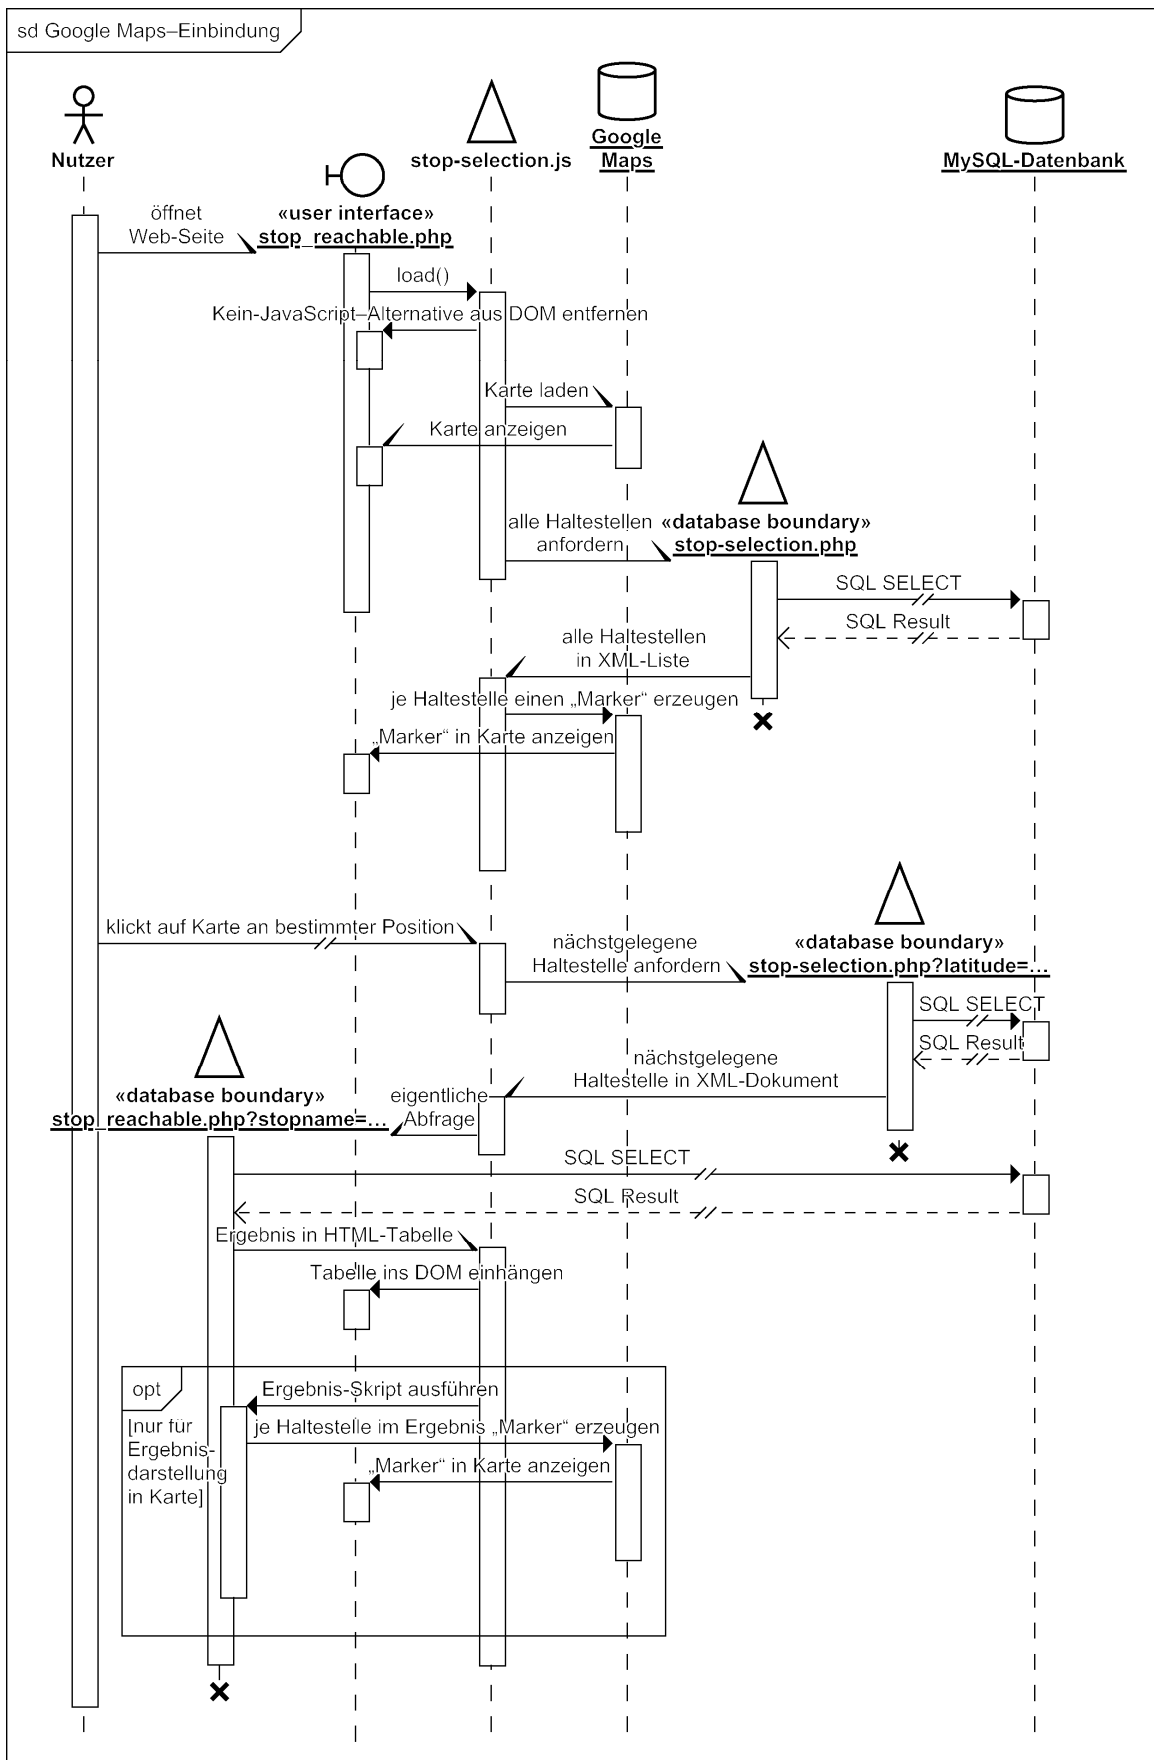 sd Google Maps–Einbindung
Nutzer
stop-selection.js
Google
Maps
MySQL-Datenbank
öffnet
Web-Seite
«user interface»
stop_reachable.php
load()
Kein-JavaScript–Alternative aus DOM entfernen
Karte laden
Karte anzeigen
alle Haltestellen
anfordern
«database boundary»
stop-selection.php
SQL SELECT
SQL Result
alle Haltestellen
in XML-Liste
je Haltestelle einen „Marker“ erzeugen
„Marker“ in Karte anzeigen
klickt auf Karte an bestimmter Position
nächstgelegene
Haltestelle anfordern
«database boundary»
stop-selection.php?latitude=...
SQL SELECT
SQL Result
nächstgelegene
Haltestelle in XML-Dokument
«database boundary»
stop_reachable.php?stopname=...
eigentliche
Abfrage
SQL SELECT
SQL Result
Ergebnis in HTML-Tabelle
Tabelle ins DOM einhängen
opt
Ergebnis-Skript ausführen
[nur für
Ergebnis-
darstellung
in Karte]
je Haltestelle im Ergebnis „Marker“ erzeugen
„Marker“ in Karte anzeigen